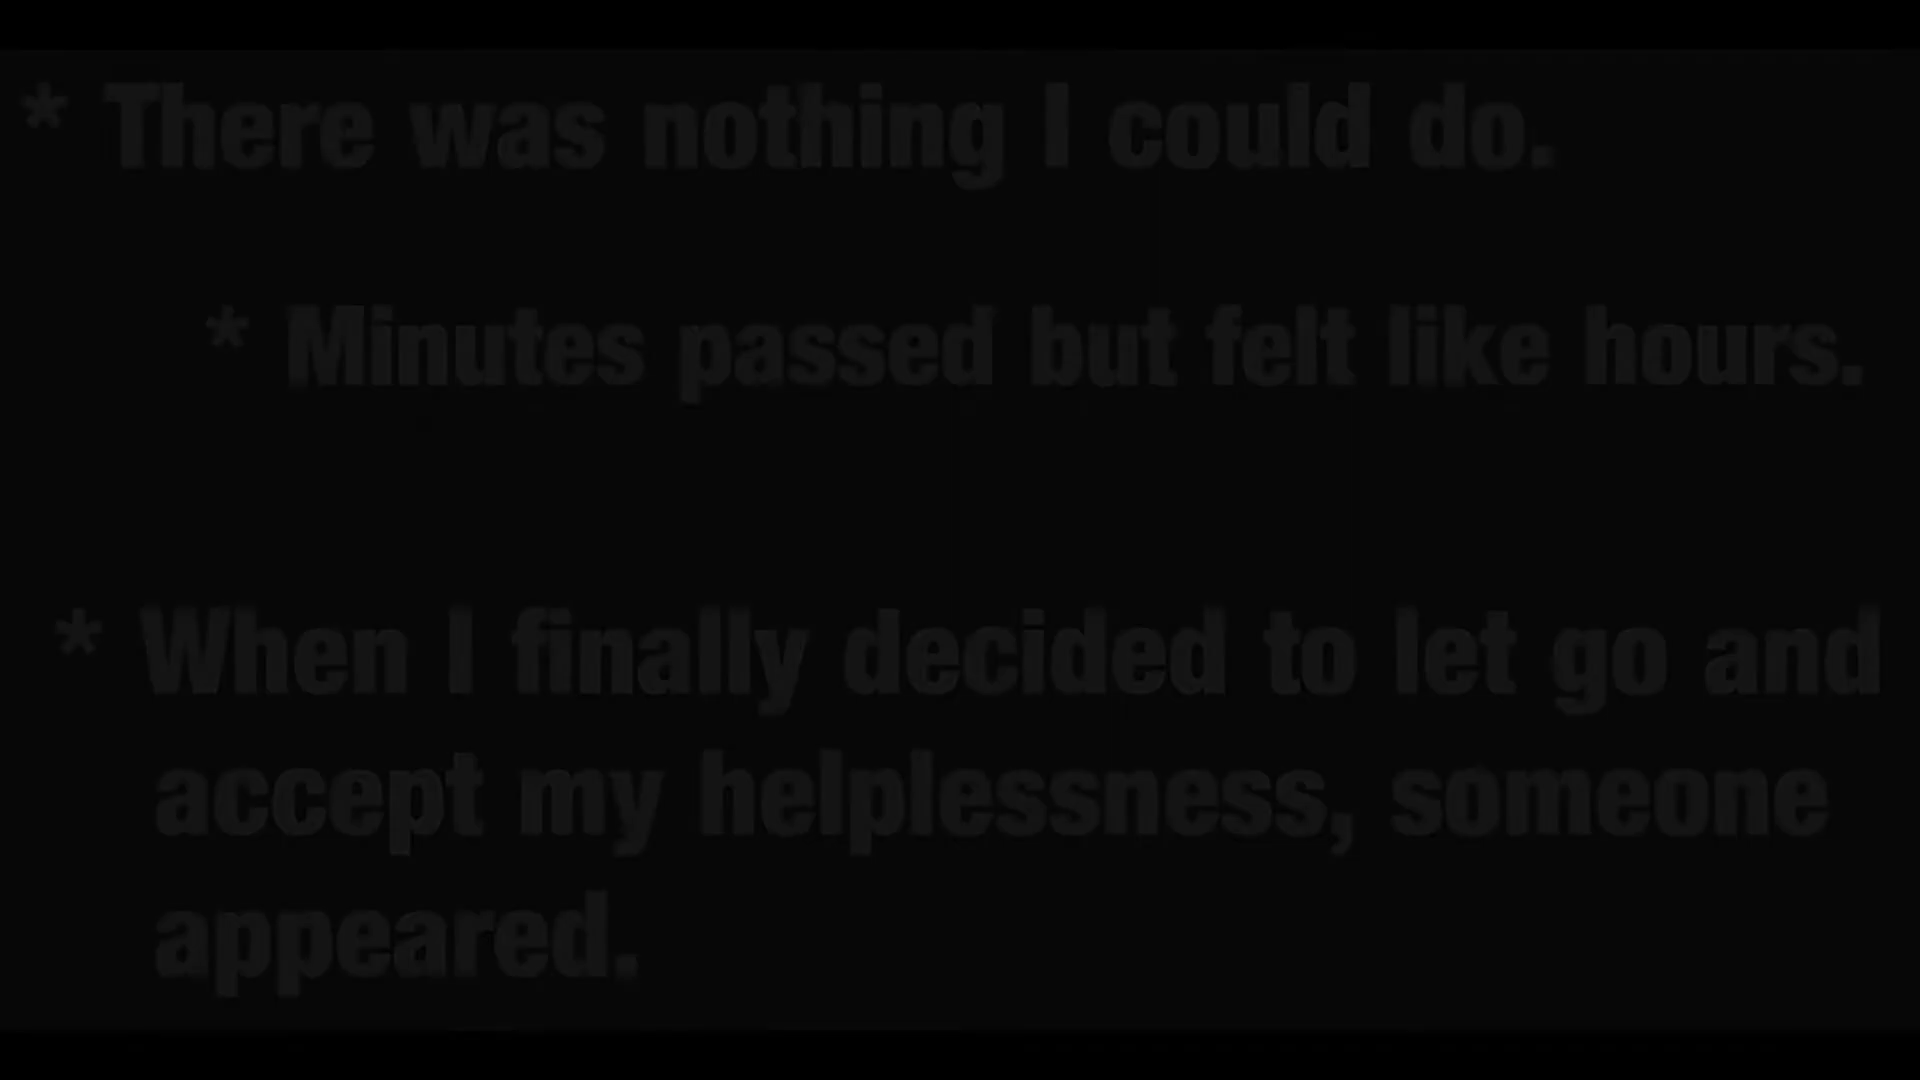 * There was nothing I could do.
* Minutes passed but felt like hours.
* When I finally decided to let go and
accept my helplessness, someone
appeared.